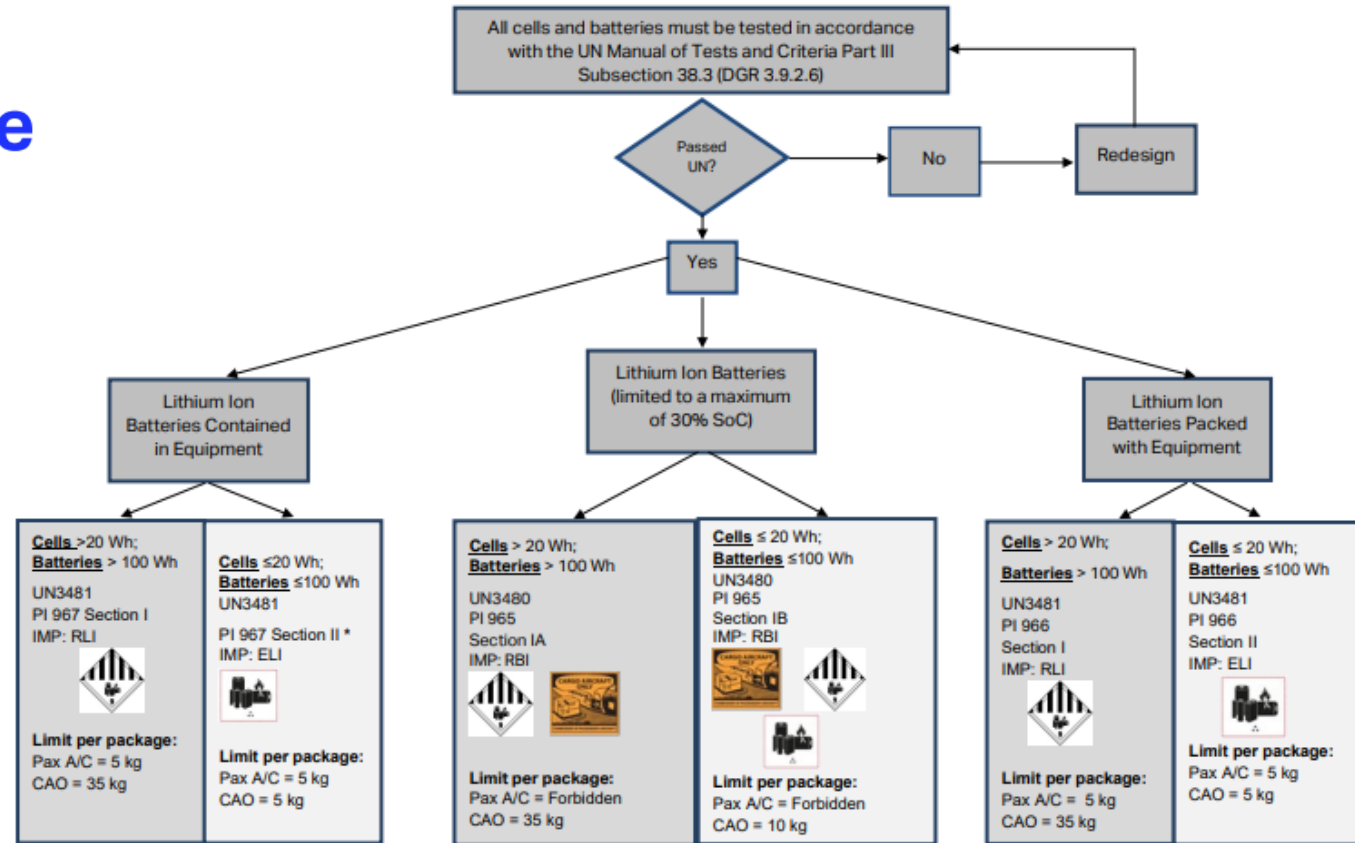 e
All cells and batteries must be tested in accordance
with the UN Manual of Tests and Criteria Part III
Subsection 38.3 (DGR 3.9.2.6)
Passed
UN?
No
Redesign
Yes
Lithium Ion
Batteries Contained
in Equipment
Lithium Ion Batteries
(limited to a maximum
of 30% SoC)
Lithium Ion
Batteries Packed
with Equipment
Cells >20 Wh;
Batteries > 100 Wh
UN3481
PI 967 Section I
IMP: RLI
Limit per package:
Pax A/C = 5 kg
CAO = 35 kg
Cells ≤20 Wh;
Batteries ≤100 Wh
UN3481
PI 967 Section II *
IMP: ELI
Limit per package:
Pax A/C = 5 kg
CAO = 5 kg
Cells > 20 Wh;
Batteries > 100 Wh
UN3480
PI 965
Section IA
IMP: RBI
CARGO AIRCRAFT
ONLY
Limit per package:
Pax A/C = Forbidden
CAO = 35 kg
Cells ≤ 20 Wh;
Batteries ≤100 Wh
UN3480
PI 965
Section IB
IMP: RBI
CARGO AIRCRAFT
ONLY
Limit per package:
Pax A/C = Forbidden
CAO = 10 kg
Cells > 20 Wh;
Batteries > 100 Wh
UN3481
PI 966
Section I
IMP: RLI
Limit per package:
Pax A/C = 5 kg
CAO = 35 kg
Cells ≤ 20 Wh;
Batteries ≤100 Wh
UN3481
PI 966
Section II
IMP: ELI
Limit per package:
Pax A/C = 5 kg
CAO = 5 kg